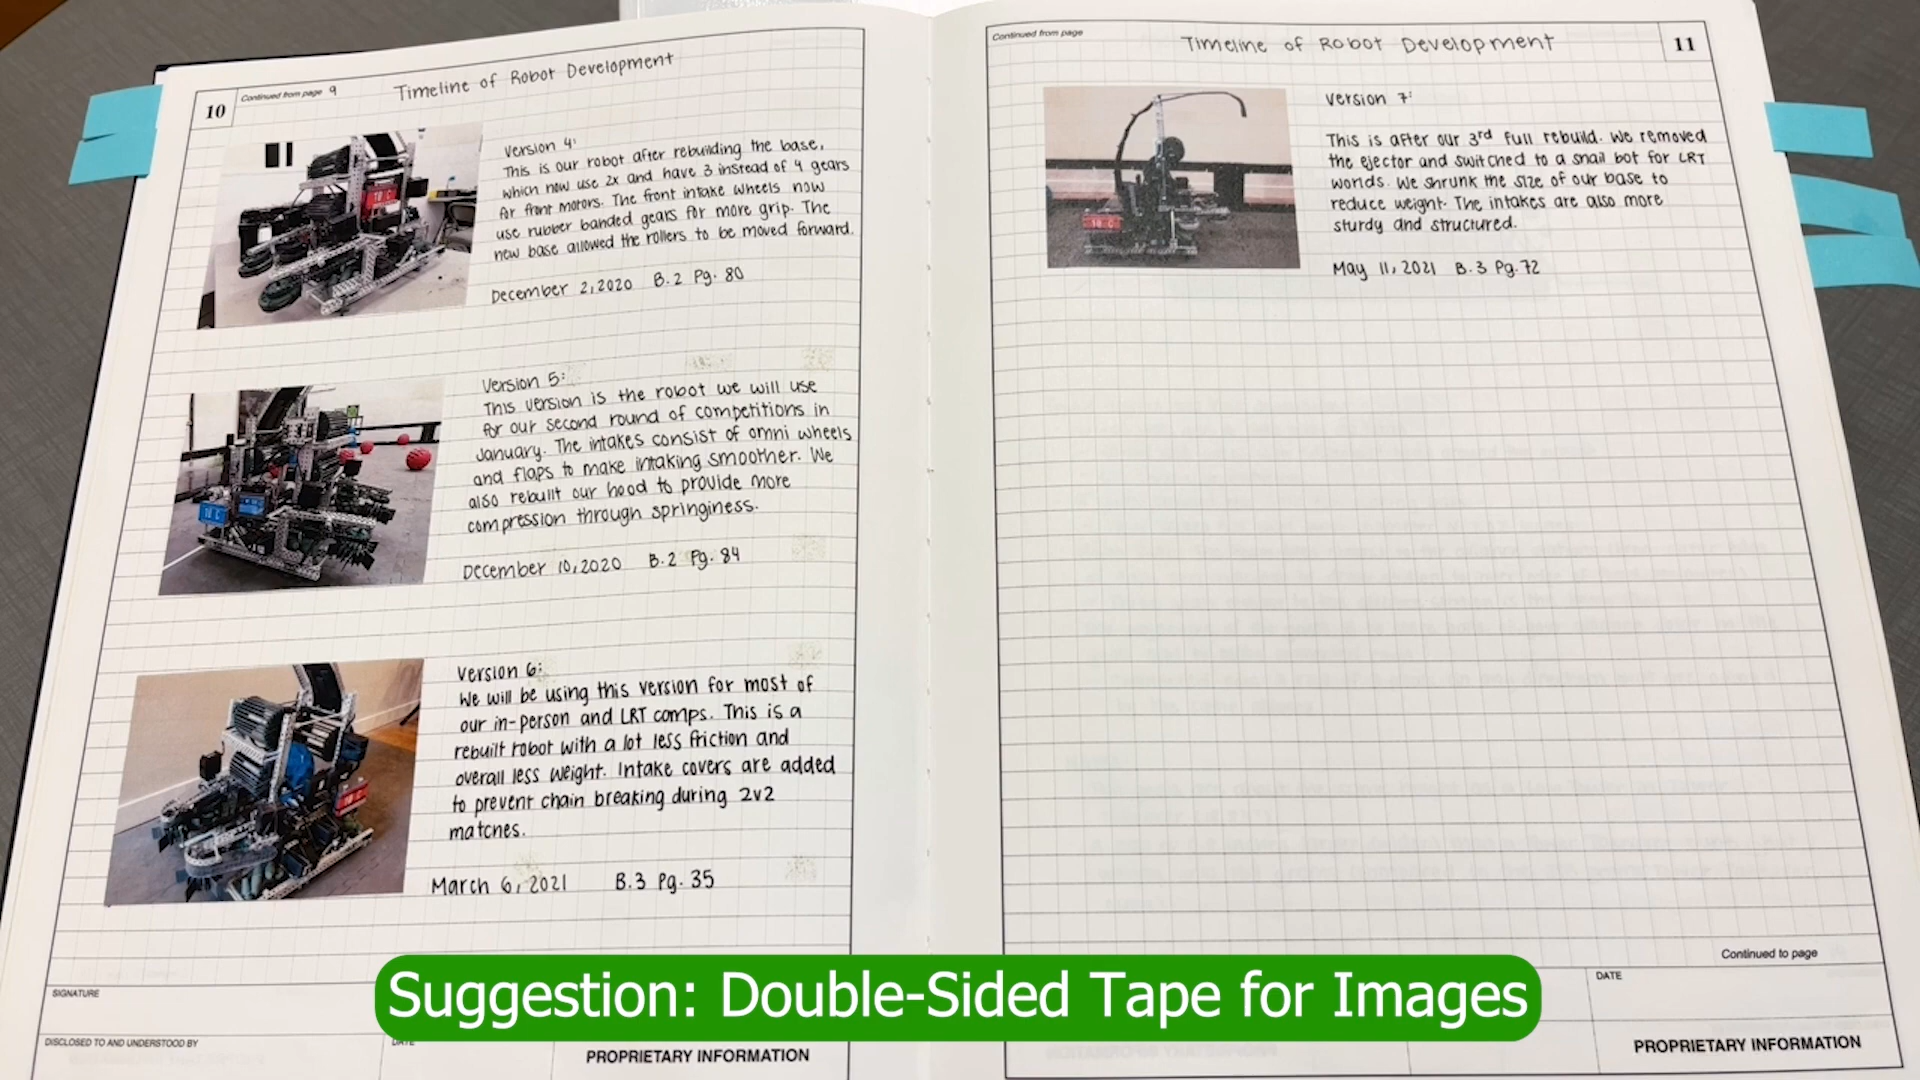 10
Continued from page 9
Timeline of Robot Development
Version 4:
This is our robot after rebuilding the base,
which now use 2x and have 3 instead of 4 gears
for front motors. The front intake wheels now
use rubber banded gears for more grip. The
new base allowed the rollers to be moved forward.
December 2, 2020 B.2 Pg. 80
Version 5:
This version is the robot we will use
for our second round of competitions in
January. The intakes consist of omni wheels
and flaps to make intaking smoother. We
also rebuilt our hood to provide more
compression through springiness.
December 10, 2020 B.2 Pg. 84
Version 6:
We will be using this version for most of
our in-person and LRT comps. This is a
rebuilt robot with a lot less friction and
overall less weight. Intake covers are added
to prevent chain breaking during 2v2
matches.
March 6, 2021 B.3 Pg. 35
SIGNATURE
DISCLOSED TO AND UNDERSTOOD BY
DATE
PROPRIETARY INFORMATION
Continued from page
Timeline of Robot Development
11
Version 7:
This is after our 3rd full rebuild. We removed
the ejector and switched to a snail bot for LRT
worlds. We shrunk the size of our base to
reduce weight. The intakes are also more
sturdy and structured.
May 11, 2021 B.3 Pg. 72
Continued to page
DATE
PROPRIETARY INFORMATION
Suggestion: Double-Sided Tape for Images